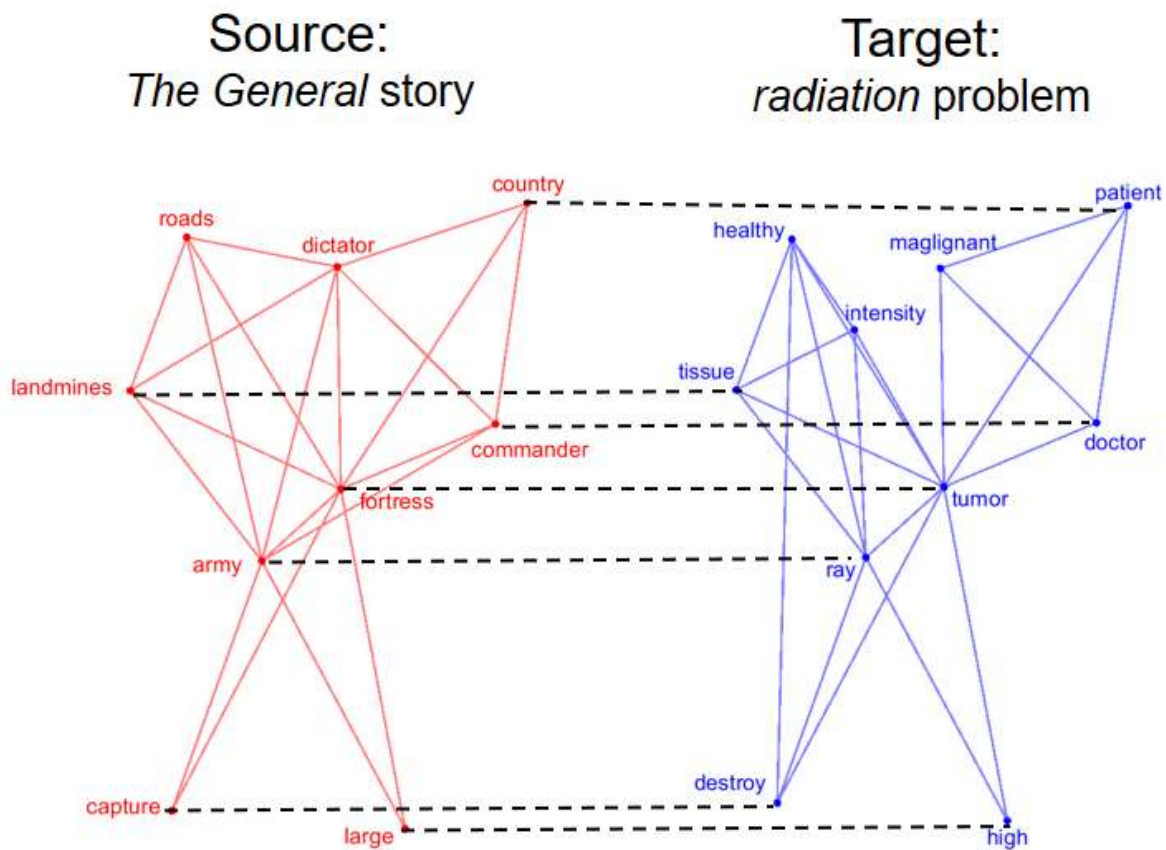 Source:
The General story
Target:
radiation problem
country
roads
dictator
landmines
commander
fortress
army
capture
large
patient
healthy
maglignant
intensity
tissue
doctor
tumor
ray
destroy
high